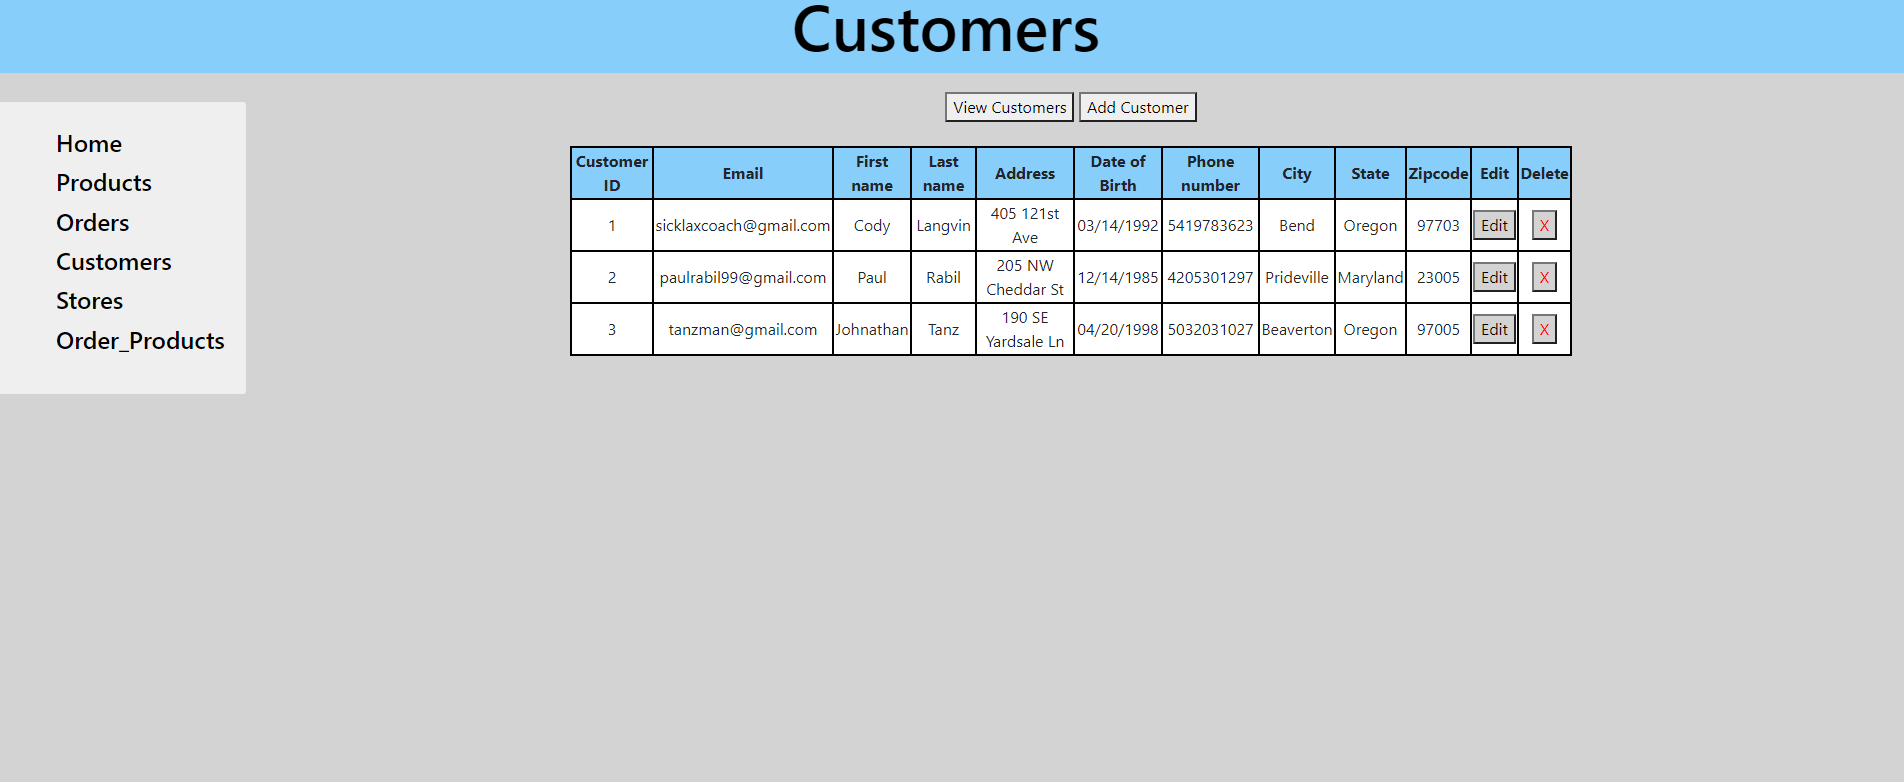 Customers
View Customers Add Customer
Home
Products
Orders
Customers
Stores
Order_Products
Customer ID Email First name Last name Address Date of Birth Phone number City State Zipcode Edit Delete
1 sicklaxcoach@gmail.com Cody Langvin 405 121st Ave 03/14/1992 5419783623 Bend Oregon 97703 Edit X
2 paulrabil99@gmail.com Paul Rabil 205 NW Cheddar St 12/14/1985 4205301297 Prideville Maryland 23005 Edit X
3 tanzman@gmail.com Johnathan Tanz 190 SE Yardsale Ln 04/20/1998 5032031027 Beaverton Oregon 97005 Edit X